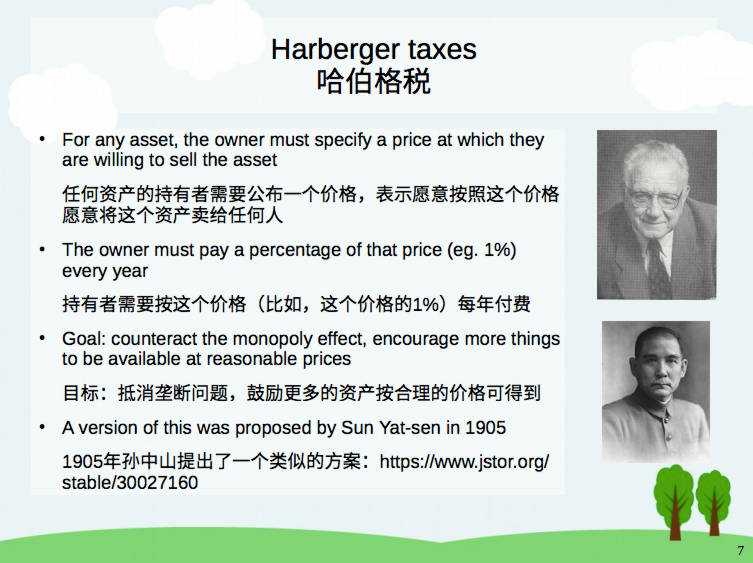 Harberger taxes
哈伯格税
• For any asset, the owner must specify a price at which they
are willing to sell the asset
任何资产的持有者需要公布一个价格，表示愿意按照这个价格
愿意将这个资产卖给任何人
• The owner must pay a percentage of that price (eg. 1%)
every year
持有者需要按这个价格（比如，这个价格的1%）每年付费
• Goal: counteract the monopoly effect, encourage more things
to be available at reasonable prices
目标：抵消垄断问题，鼓励更多的资产按合理的价格可得到
• A version of this was proposed by Sun Yat-sen in 1905
1905年孙中山提出了一个类似的方案：https://www.jstor.org/
stable/30027160
7